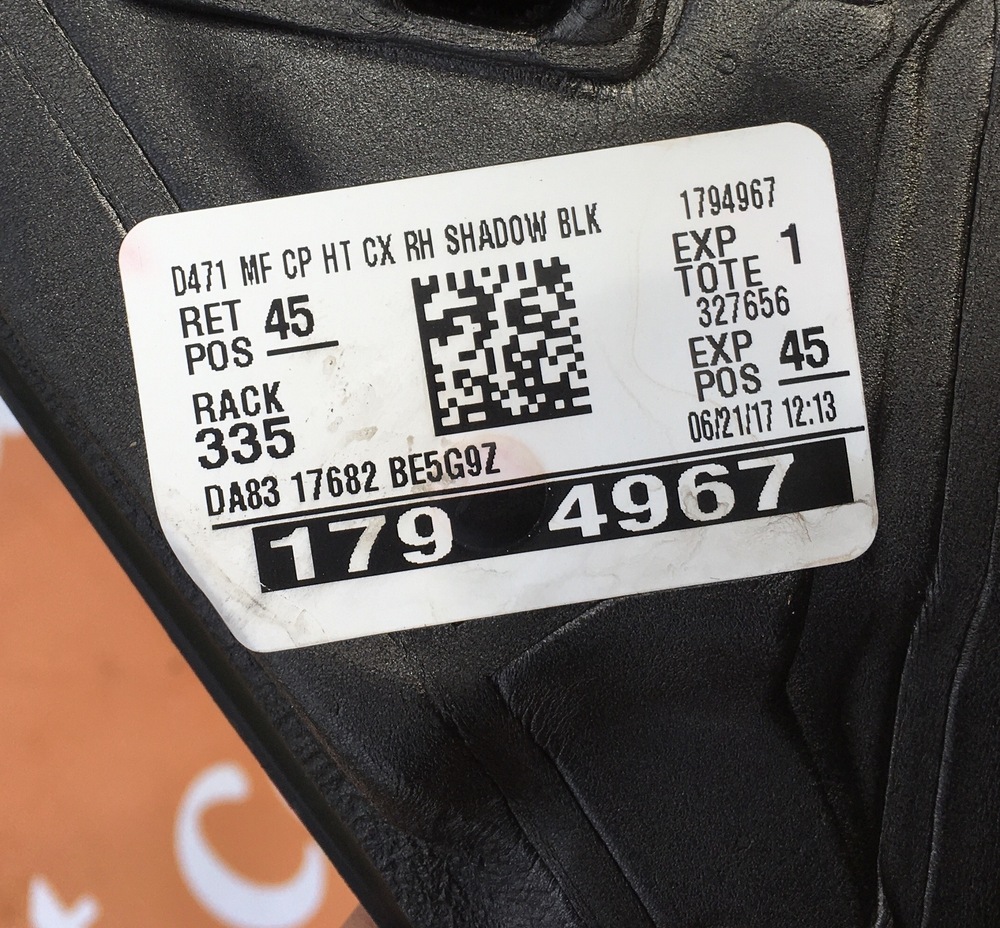 D471 MF CP HT CX RH SHADOW BLK
RET POS 45
RACK
335
DA83 17682 BE5G9Z
1794967
EXP TOTE 1
327656
EXP POS 45
06/21/17 12:13
179 4967
C